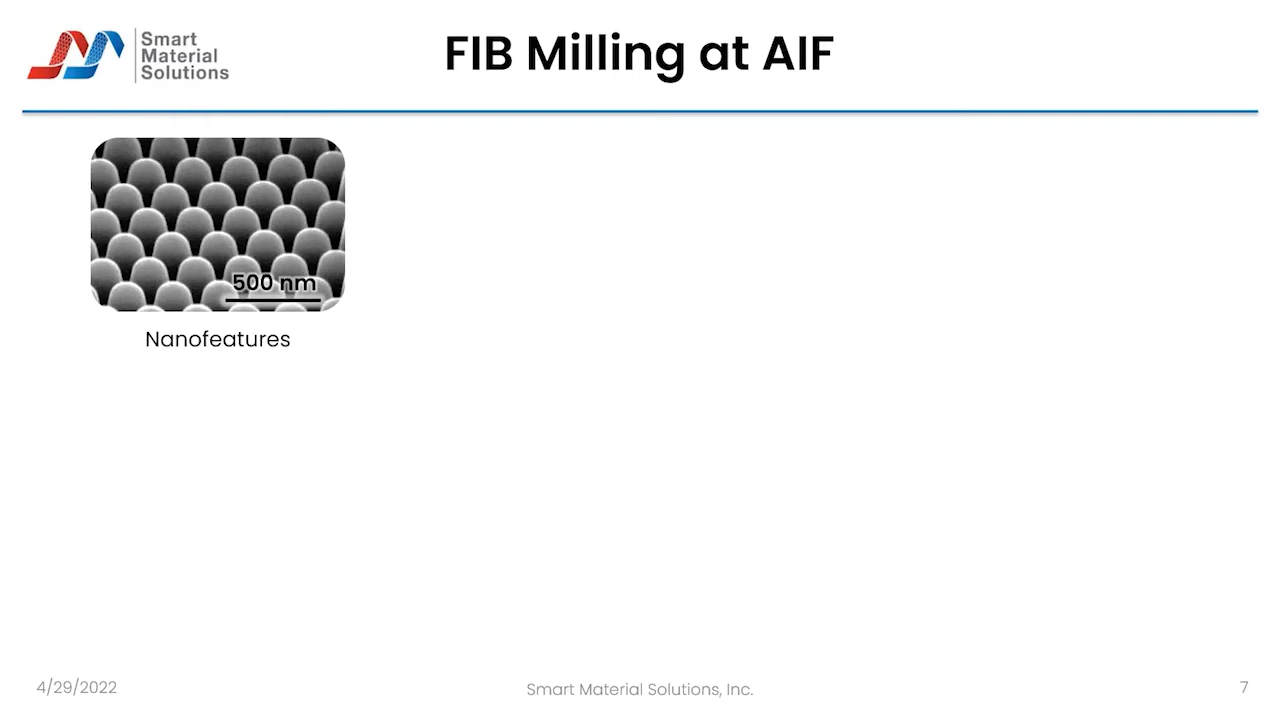 Smart
Material
Solutions
FIB Milling at AIF
500 nm
Nanofeatures
4/29/2022
Smart Material Solutions, Inc.
7